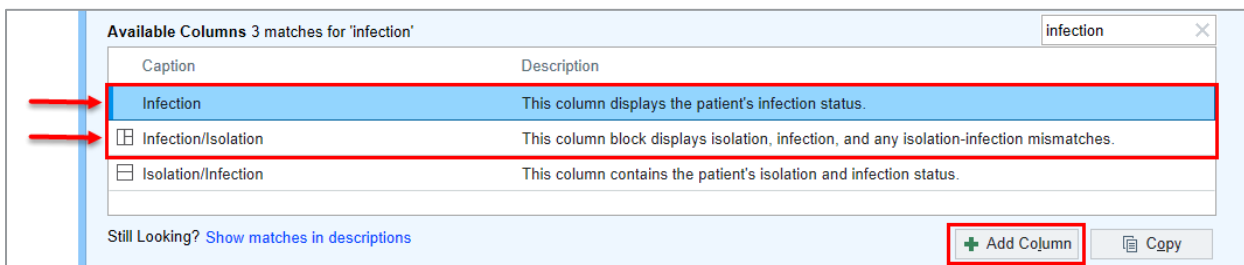 Available Columns 3 matches for 'infection' infection
Caption Description
Infection This column displays the patient's infection status.
Infection/Isolation This column block displays isolation, infection, and any isolation-infection mismatches.
Isolation/Infection This column contains the patient's isolation and infection status.
Still Looking? Show matches in descriptions Add Column Copy